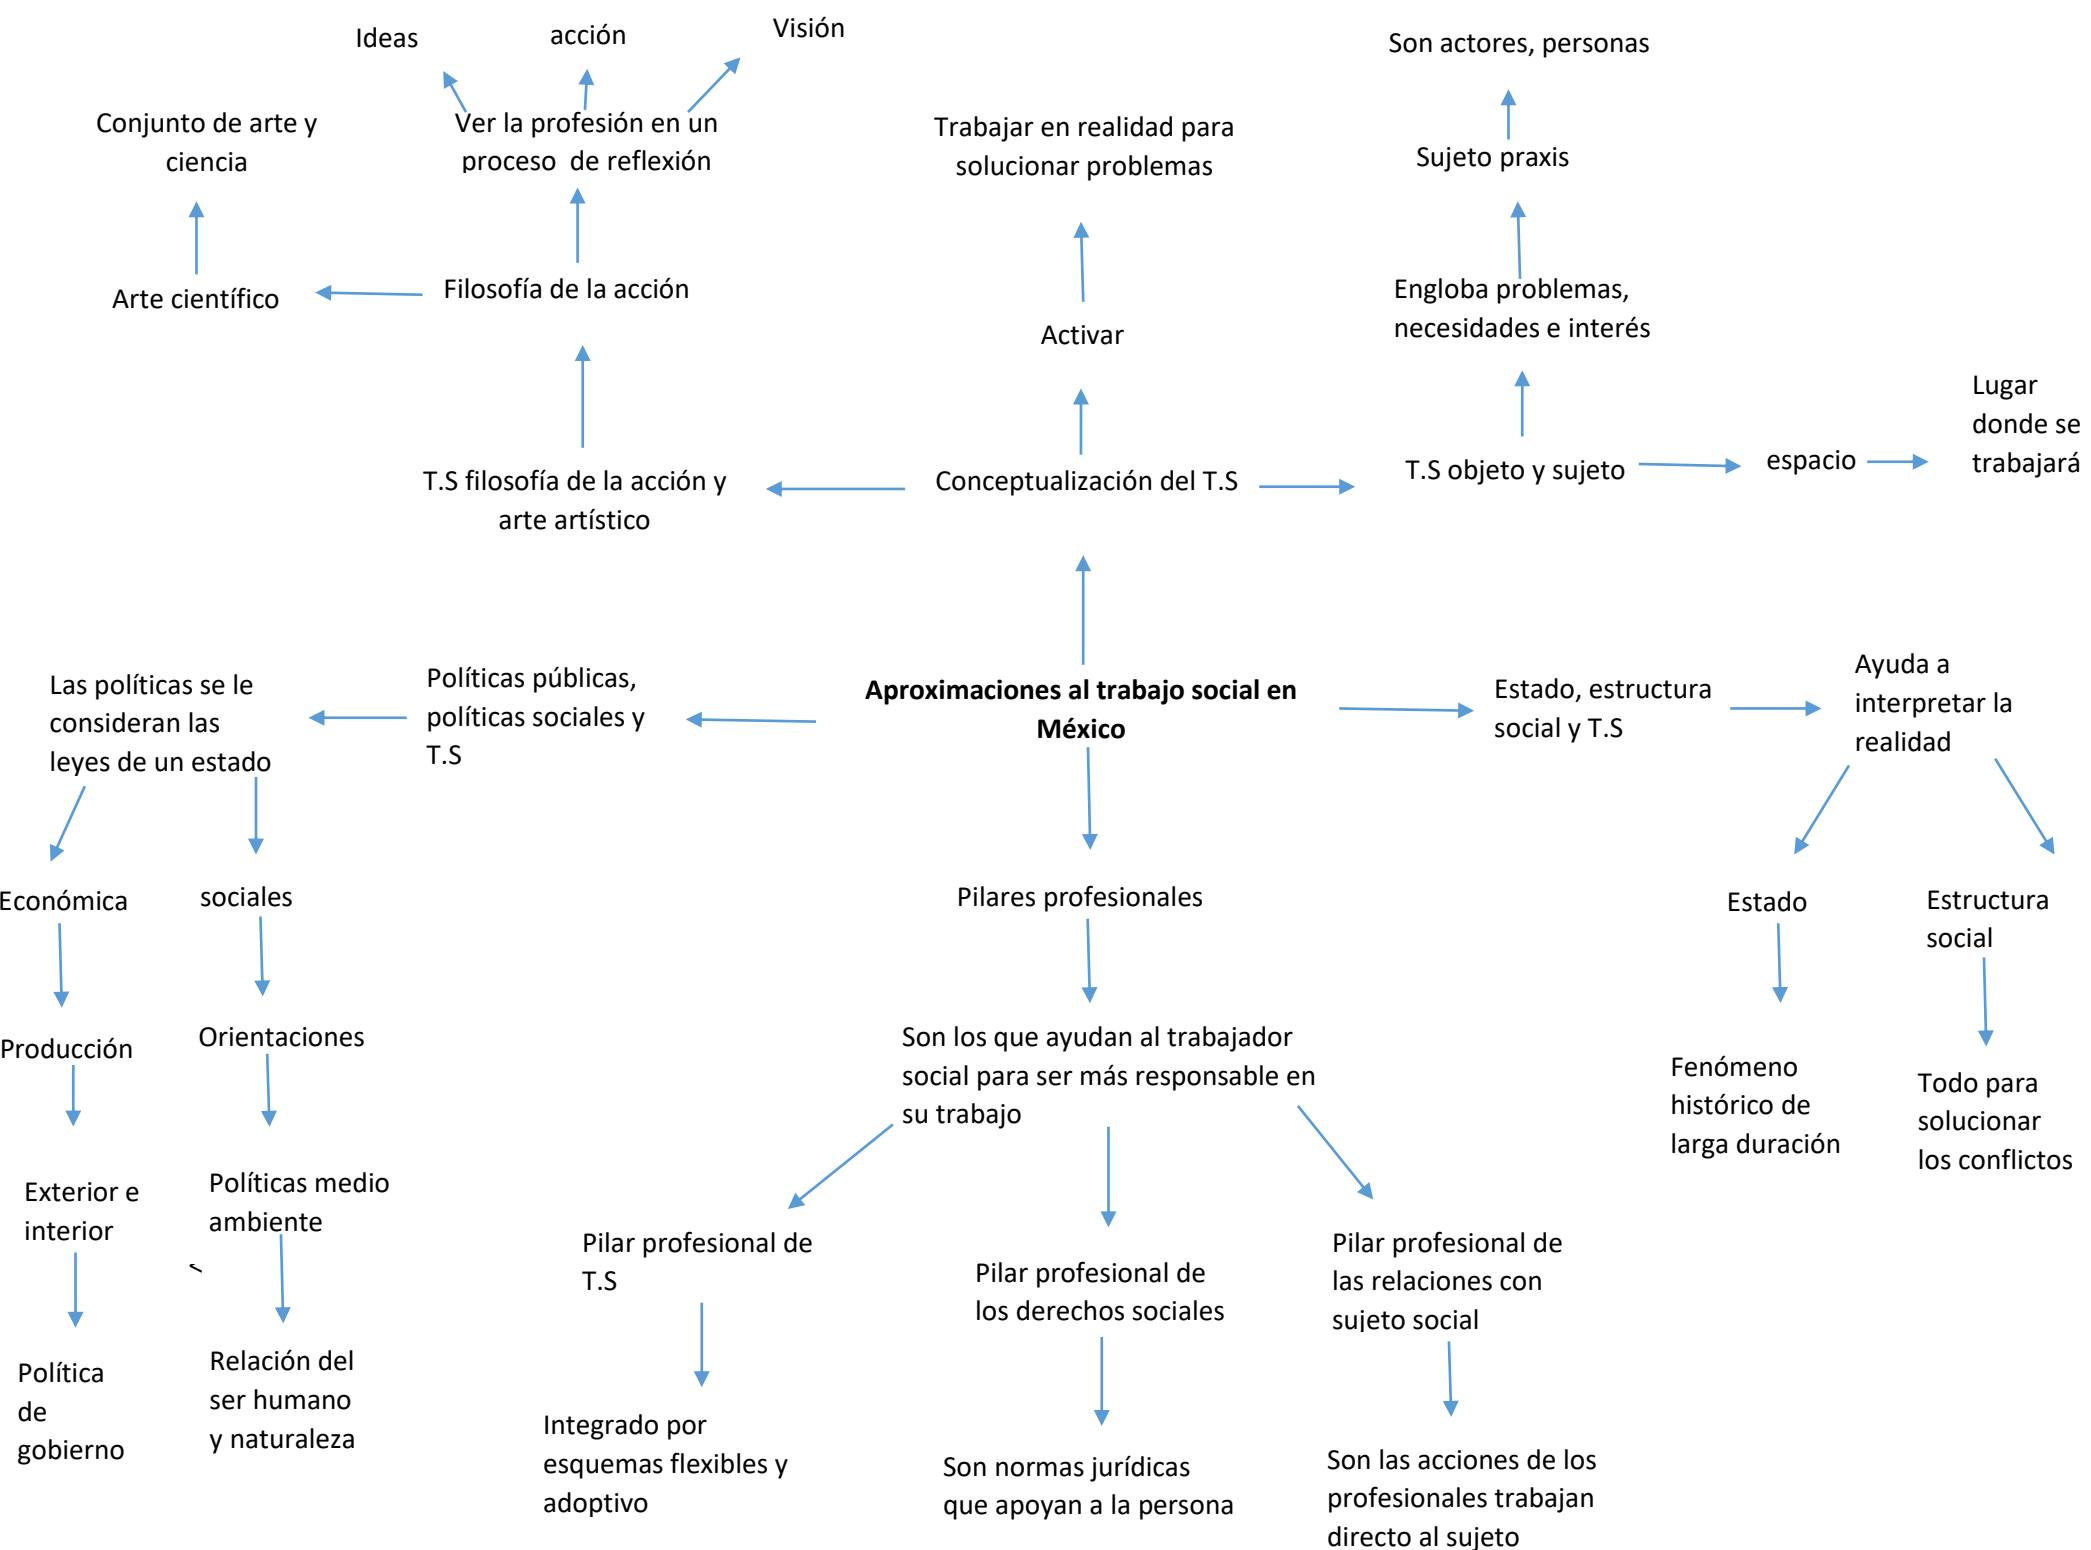 Ideas
acción
Visión
Son actores, personas
Conjunto de arte y
ciencia
Ver la profesión en un
proceso de reflexión
Trabajar en realidad para
solucionar problemas
Sujeto praxis
Arte científico
Filosofía de la acción
Activar
Engloba problemas,
necesidades e interés
T.S filosofía de la acción y
arte artístico
Conceptualización del T.S
T.S objeto y sujeto
espacio
Lugar
donde se
trabajará
Las políticas se le
consideran las
leyes de un estado
Políticas públicas,
políticas sociales y
T.S
Aproximaciones al trabajo social en
México
Estado, estructura
social y T.S
Ayuda a
interpretar la
realidad
Económica
sociales
Pilares profesionales
Estado
Estructura
social
Producción
Orientaciones
Son los que ayudan al trabajador
social para ser más responsable en
su trabajo
Fenómeno
histórico de
larga duración
Todo para
solucionar
los conflictos
Exterior e
interior
Políticas medio
ambiente
Pilar profesional de
T.S
Pilar profesional de
los derechos sociales
Pilar profesional de
las relaciones con
sujeto social
Política
de
gobierno
Relación del
ser humano
y naturaleza
Integrado por
esquemas flexibles y
adoptivo
Son normas jurídicas
que apoyan a la persona
Son las acciones de los
profesionales trabajan
directo al sujeto